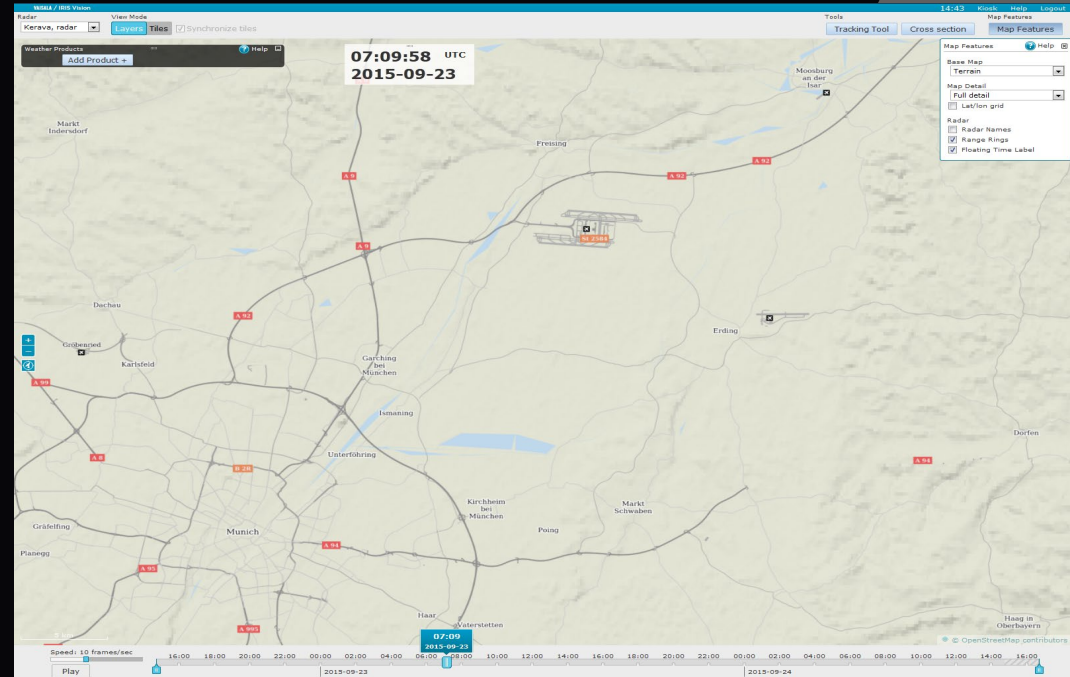 VAISALA / IRIS Vision
14:43 Kiosk Help Logout
Radar
View Mode
Tools
Map Features
Kerava, radar
Layers Tiles Synchronize tiles
Tracking Tool Cross section Map Features
Weather Products Help
Add Product +
07:09:58 UTC
2015-09-23
Map Features Help
Base Map
Terrain
Map Detail
Full detail
Lat/lon grid
Radar
Radar Names
Range Rings
Floating Time Label
Moosburg
an der
Isar
Markt
Indersdorf
Freising
A 92
A 9
A 92
St 2584
A 9
Dachau
A 92
Erding
Gröbenried
Karlsfeld
Garching
bei
München
A 99
Ismaning
Dorfen
Unterföhring
A 8
A 94
B 2R
Kirchheim
bei
München
Markt
Schwaben
Gräfelfing
Munich
Poing
Planegg
A 94
A 95
Haar
Vaterstetten
A 995
Haag in
Oberbayern
© OpenStreetMap contributors
07:09
2015-09-23
Speed: 10 frames/sec
16:00 18:00 20:00 22:00 00:00 02:00 04:00 06:00 08:00 10:00 12:00 14:00 16:00 18:00 20:00 22:00 00:00 02:00 04:00 06:00 08:00 10:00 12:00 14:00 16:00
Play
2015-09-23
2015-09-24